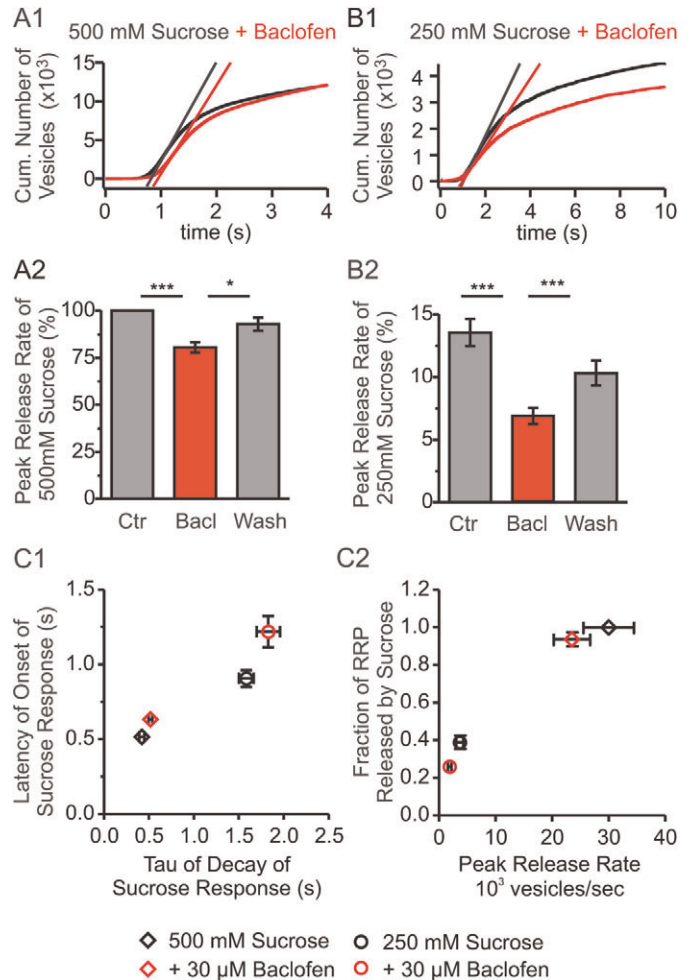 A1
500 mM Sucrose + Baclofen
Cum. Number of
Vesicles (x10³)
15
10
5
0
0 1 2 3 4
time (s)
B1
250 mM Sucrose + Baclofen
Cum. Number of
Vesicles (x10³)
4
3
2
1
0
0 2 4 6 8 10
time (s)
A2
Peak Release Rate of
500mM Sucrose (%)
100
75
50
25
0
*** *
Ctr Bacl Wash
B2
Peak Release Rate of
250mM Sucrose (%)
15
10
5
0
*** ***
Ctr Bacl Wash
C1
Latency of Onset of
Sucrose Response (s)
1.5
1.0
0.5
0.0
0.0 0.5 1.0 1.5 2.0 2.5
Tau of Decay of
Sucrose Response (s)
C2
Fraction of RRP
Released by Sucrose
1.2
1.0
0.8
0.6
0.4
0.2
0 10 20 30 40
Peak Release Rate
10³ vesicles/sec
500 mM Sucrose
250 mM Sucrose
+ 30 µM Baclofen
+ 30 µM Baclofen